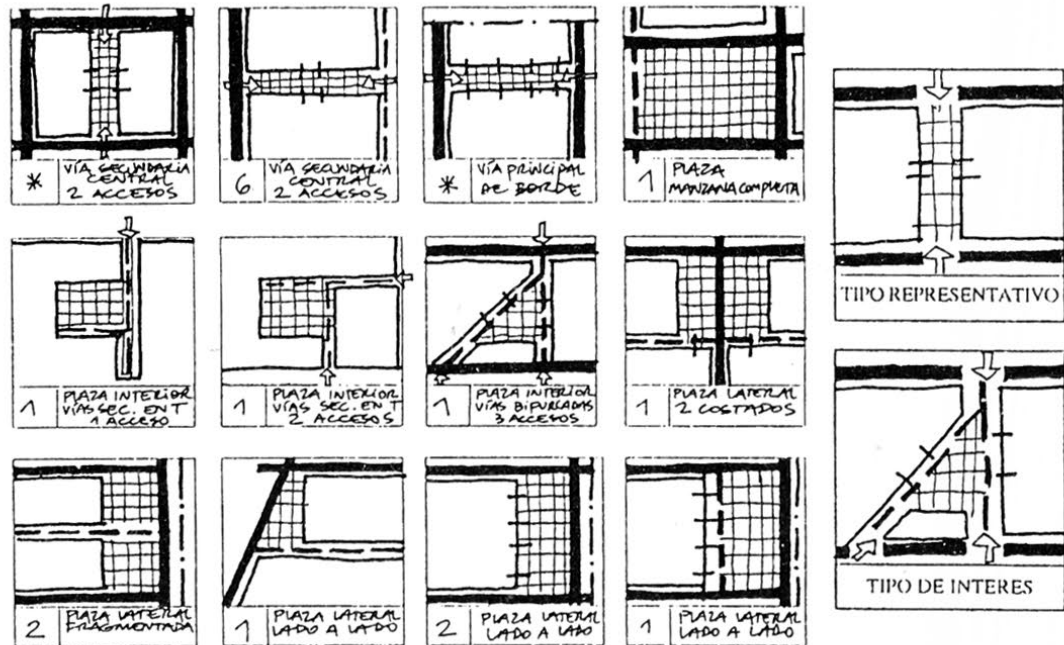 *
VÍA SECUNDARIA
CENTRAL
2 ACCESOS
6
VÍA SECUNDARIA
CENTRAL
2 ACCESOS
*
VÍA PRINCIPAL
DE BORDE
1
PLAZA
MANZANA COMPLETA
1
PLAZA INTERIOR
VÍAS SEC. EN T
1 ACCESO
1
PLAZA INTERIOR
VÍAS SEC. EN T
2 ACCESOS
1
PLAZA INTERIOR
VÍAS BIFURCADAS
3 ACCESOS
1
PLAZA LATERAL
2 COSTADOS
2
PLAZA LATERAL
FRAGMENTADA
1
PLAZA LATERAL
LADO A LADO
2
PLAZA LATERAL
LADO A LADO
1
PLAZA LATERAL
LADO A LADO
TIPO REPRESENTATIVO
TIPO DE INTERES